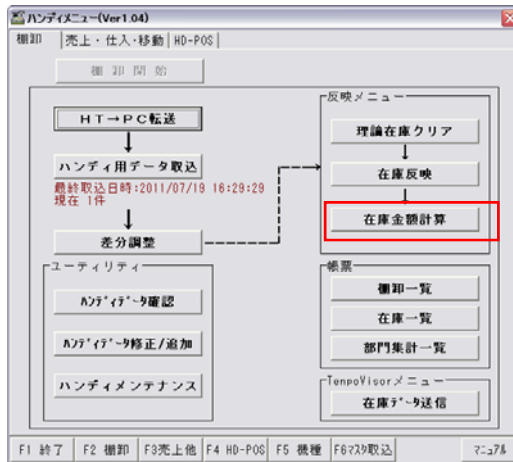 ハンディメニュー(Ver1.04)
棚卸 売上・仕入・移動 HD-POS
棚 卸 開 始
HT→PC転送
ハンディ用データ取込
最終取込日時:2011/07/19 16:29:29
現在 1件
差分調整
反映メニュー
理論在庫クリア
在庫反映
在庫金額計算
ユーティリティ
ハンディデータ確認
ハンディデータ修正/追加
ハンディメンテナンス
帳票
棚卸一覧
在庫一覧
部門集計一覧
TenpoVisorメニュー
在庫データ送信
F1 終了 F2 棚卸 F3売上他 F4 HD-POS F5 機種 F6マスタ取込 マニュアル